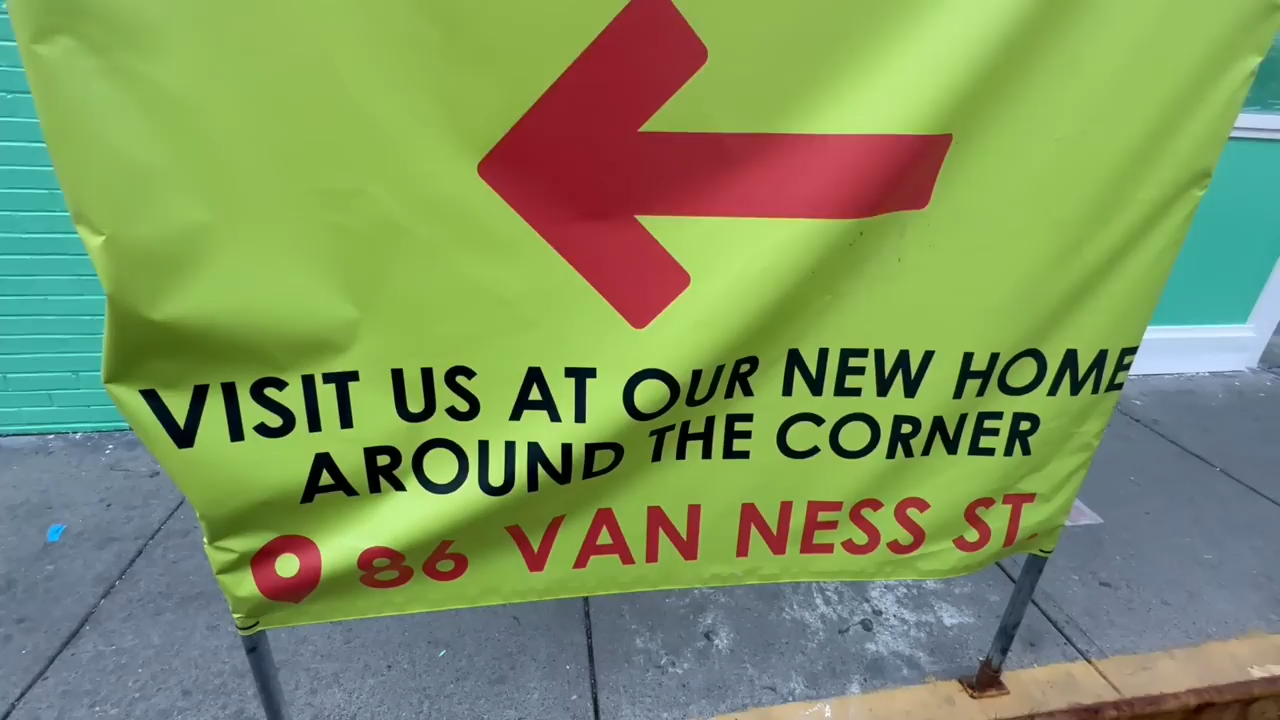 VISIT US AT OUR NEW HOME
AROUND THE CORNER
86 VAN NESS ST.